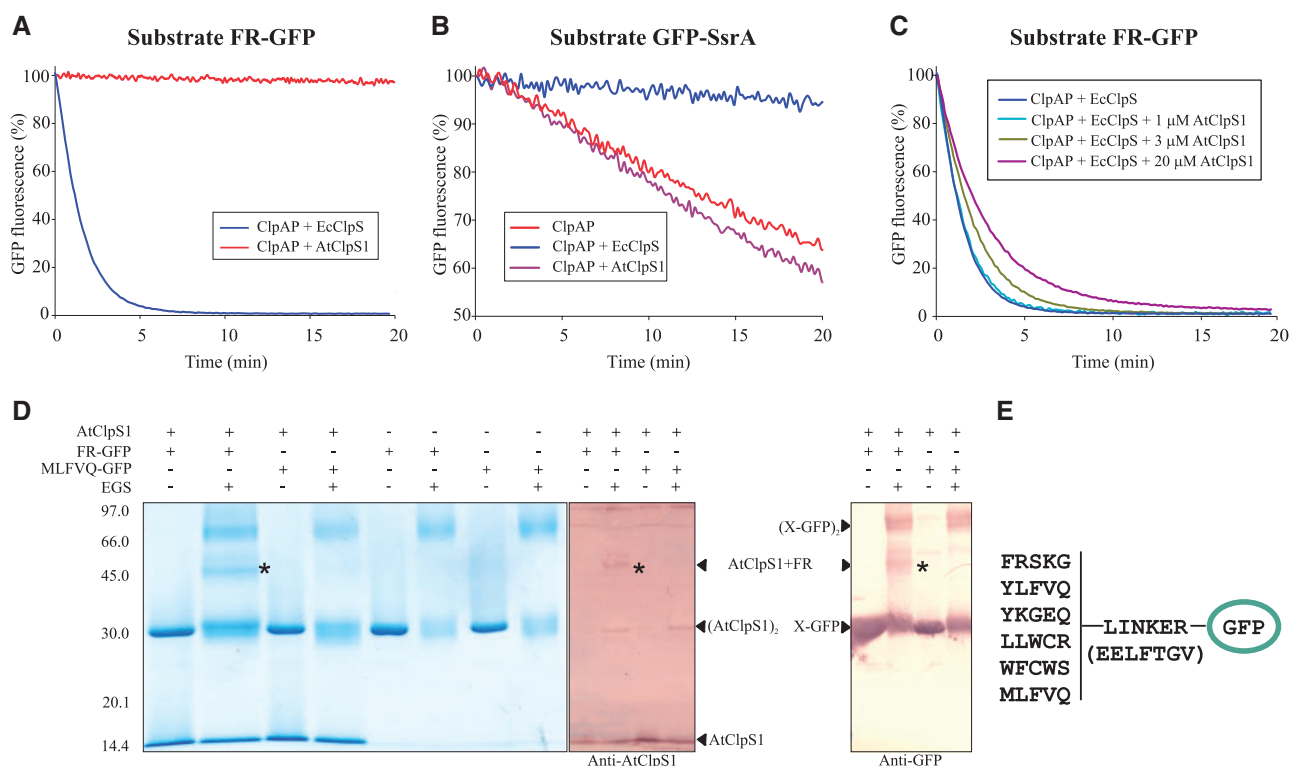 A
Substrate FR-GFP
GFP fluorescence (%)
100
80
60
40
20
0
ClpAP + EcClpS
ClpAP + AtClpS1
0 5 10 15 20
Time (min)
B
Substrate GFP-SsrA
GFP fluorescence (%)
100
90
80
70
60
50
ClpAP
ClpAP + EcClpS
ClpAP + AtClpS1
5 10 15 20
Time (min)
C
Substrate FR-GFP
GFP fluorescence (%)
100
80
60
40
20
0
ClpAP + EcClpS
ClpAP + EcClpS + 1 μM AtClpS1
ClpAP + EcClpS + 3 μM AtClpS1
ClpAP + EcClpS + 20 μM AtClpS1
0 5 10 15 20
Time (min)
D
AtClpS1 + + + + - - - - + + + + + + + +
FR-GFP + + - - + + - - + + - - + + - -
MLFVQ-GFP - - + + - - + + - - + + - - + +
EGS - + - + - + - + - + - + - + - +
97.0
66.0
45.0
30.0
20.1
14.4
*
*
*
(X-GFP)2
AtClpS1+FR
(AtClpS1)2 X-GFP
AtClpS1
Anti-AtClpS1
Anti-GFP
E
FRSKG
YLFVQ
YKGEQ
LLWCR
WFCWS
MLFVQ
LINKER
(EELFTGV)
GFP